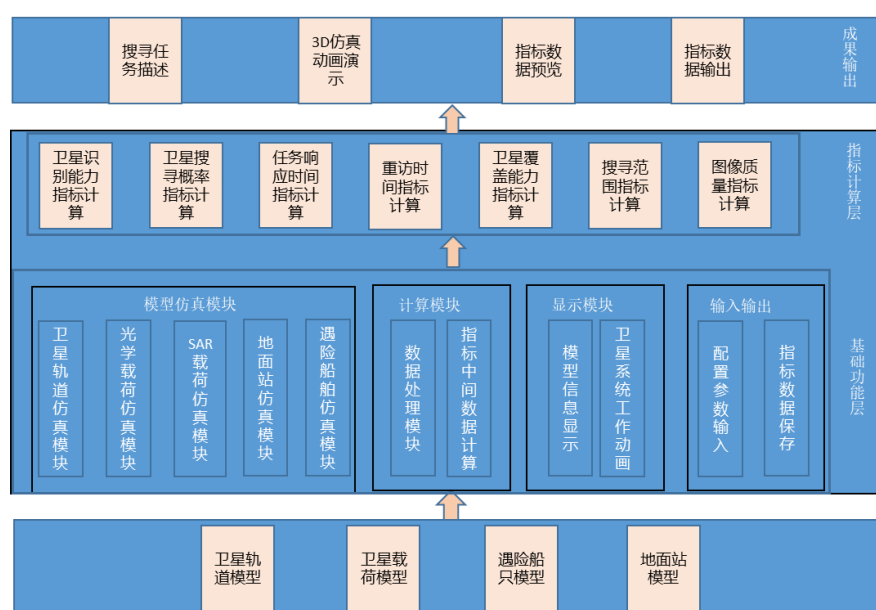 搜寻任
务描述
3D仿真
动画演
示
指标数
据预览
指标数
据输出
成果输出
卫星识
别能力
指标计
算
卫星搜
寻概率
指标计
算
任务响
应时间
指标计
算
重访时
间指标
计算
卫星覆
盖能力
指标计
算
搜寻范
围指标
计算
图像质
量指标
计算
指标计算层
模型仿真模块
卫星轨道仿真模块
光学载荷仿真模块
SAR载荷仿真模块
地面站仿真模块
遇险船舶仿真模块
计算模块
数据处理模块
指标中间数据计算
显示模块
模型信息显示
卫星系统工作动画
输入输出
配置参数输入
指标数据保存
基础功能层
卫星轨
道模型
卫星载
荷模型
遇险船
只模型
地面站
模型